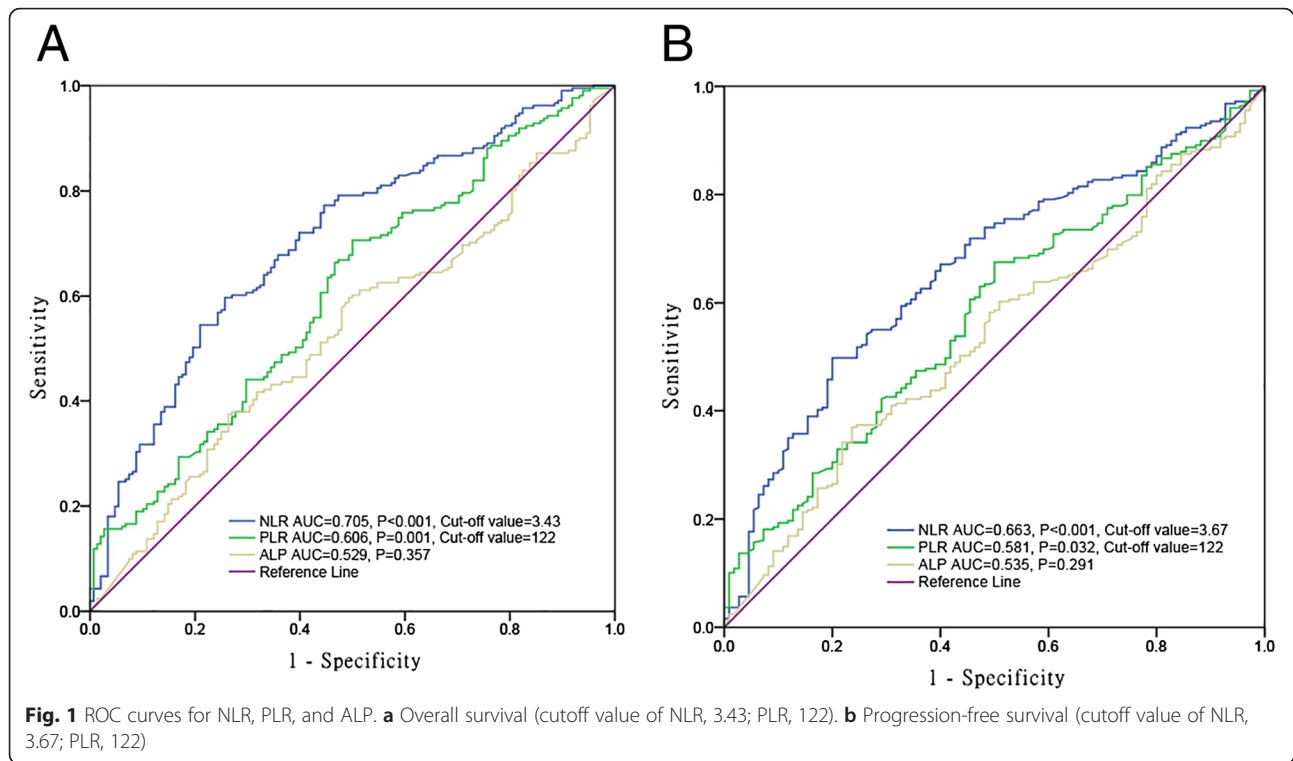 A
1.0
0.8
0.6
0.4
0.2
0.0
Sensitivity
NLR AUC=0.705, P<0.001, Cut-off value=3.43
PLR AUC=0.606, P=0.001, Cut-off value=122
ALP AUC=0.529, P=0.357
Reference Line
0.0 0.2 0.4 0.6 0.8 1.0
1 - Specificity
B
1.0
0.8
0.6
0.4
0.2
0.0
Sensitivity
NLR AUC=0.663, P<0.001, Cut-off value=3.67
PLR AUC=0.581, P=0.032, Cut-off value=122
ALP AUC=0.535, P=0.291
Reference Line
0.0 0.2 0.4 0.6 0.8 1.0
1 - Specificity
Fig. 1 ROC curves for NLR, PLR, and ALP. a Overall survival (cutoff value of NLR, 3.43; PLR, 122). b Progression-free survival (cutoff value of NLR,
3.67; PLR, 122)